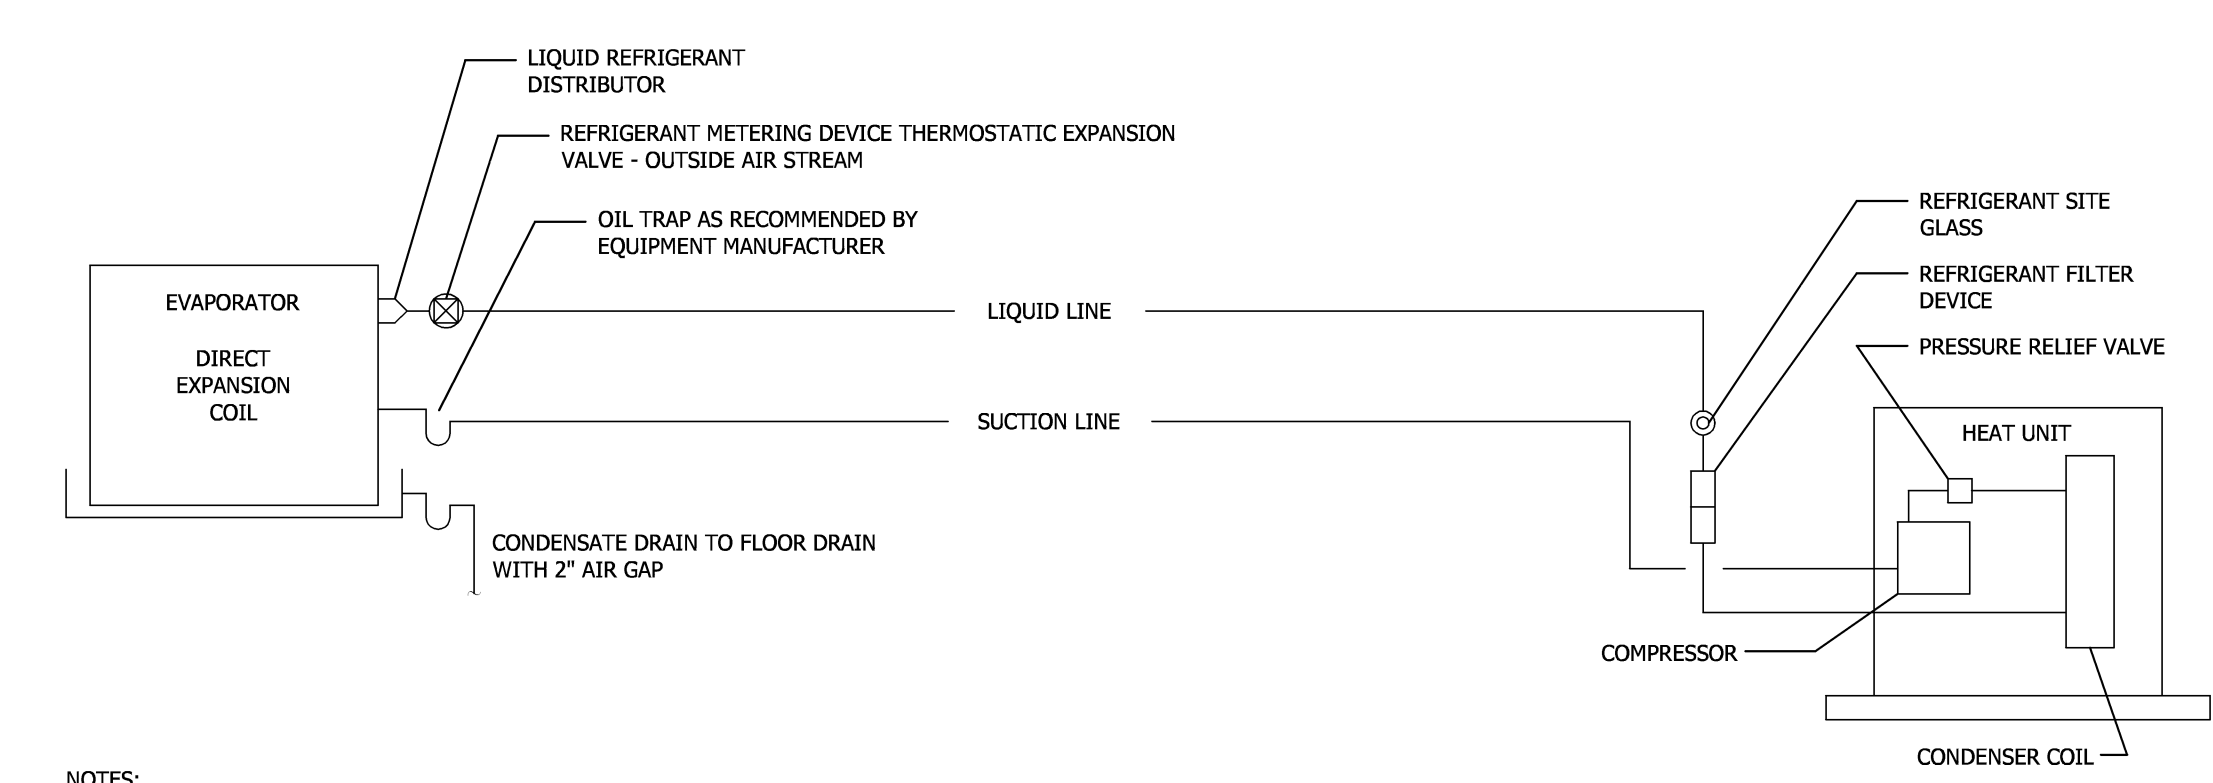 LIQUID REFRIGERANT
DISTRIBUTOR
REFRIGERANT METERING DEVICE THERMOSTATIC EXPANSION
VALVE - OUTSIDE AIR STREAM
OIL TRAP AS RECOMMENDED BY
EQUIPMENT MANUFACTURER
EVAPORATOR
DIRECT
EXPANSION
COIL
LIQUID LINE
SUCTION LINE
CONDENSATE DRAIN TO FLOOR DRAIN
WITH 2" AIR GAP
REFRIGERANT SITE
GLASS
REFRIGERANT FILTER
DEVICE
PRESSURE RELIEF VALVE
HEAT UNIT
COMPRESSOR
CONDENSER COIL
NOTES: